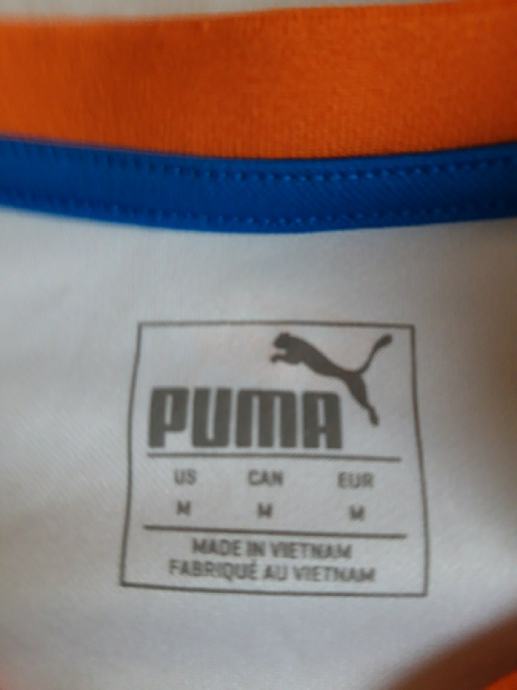 PUMA
US CAN EUR
M M M
MADE IN VIETNAM
FABRIQUÉ AU VIETNAM